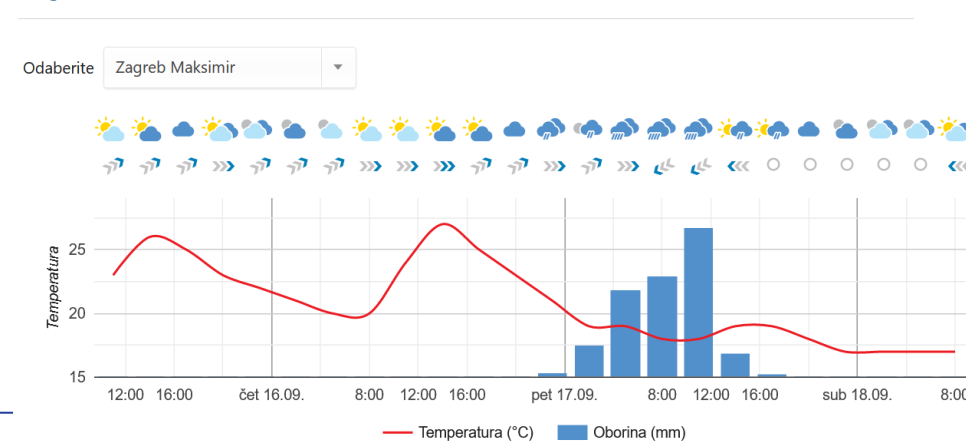 Odaberite Zagreb Maksimir
Temperatura
25
20
15
12:00 16:00 čet 16.09. 8:00 12:00 16:00 pet 17.09. 8:00 12:00 16:00 sub 18.09. 8:00
Temperatura (°C) Oborina (mm)